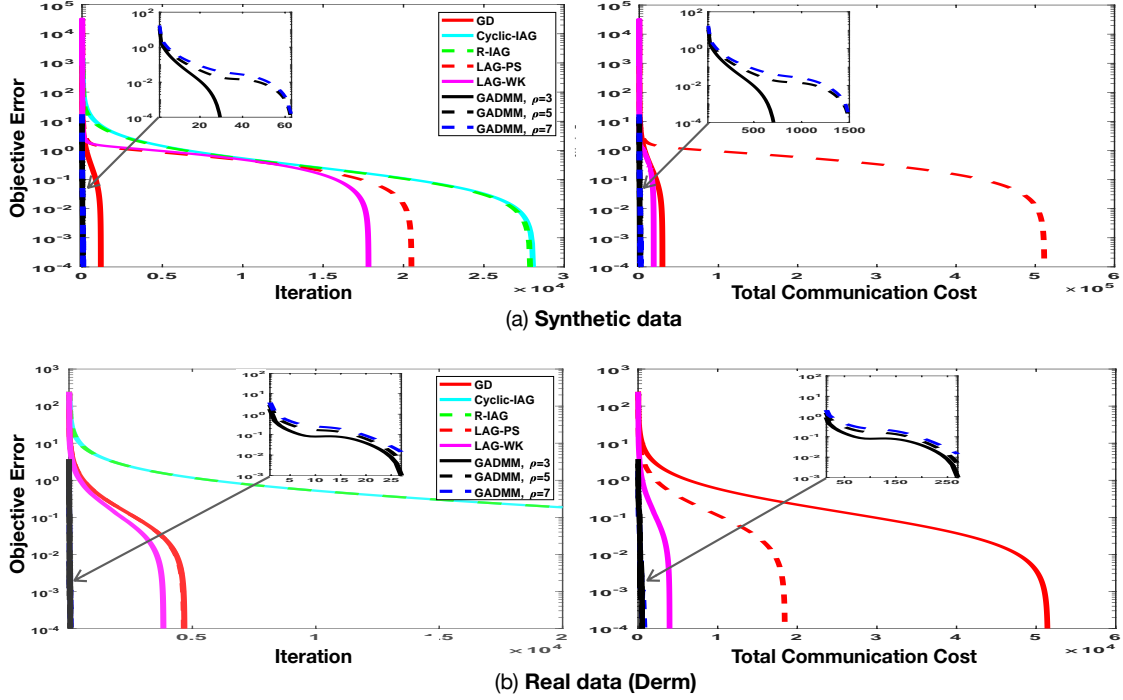 Objective Error
10^5
10^4
10^3
10^2
10^1
10^0
10^-1
10^-2
10^-3
10^-4
0 0.5 1 1.5 2 2.5 3
× 10^4
Iteration
10^2
10^0
10^-2
10^-4
20 40 60
GD
Cyclic-IAG
R-IAG
LAG-PS
LAG-WK
GADMM, ρ=3
GADMM, ρ=5
GADMM, ρ=7
10^5
10^4
10^3
10^2
10^1
10^0
10^-1
10^-2
10^-3
10^-4
0 1 2 3 4 5 6
× 10^5
Total Communication Cost
10^2
10^0
10^-2
10^-4
500 1000 1500
(a) Synthetic data
Objective Error
10^3
10^2
10^1
10^0
10^-1
10^-2
10^-3
10^-4
0.5 1 1.5 2
× 10^4
Iteration
10^2
10^1
10^0
10^-1
10^-2
10^-3
5 10 15 20 25
GD
Cyclic-IAG
R-IAG
LAG-PS
LAG-WK
GADMM, ρ=3
GADMM, ρ=5
GADMM, ρ=7
10^3
10^2
10^1
10^0
10^-1
10^-2
10^-3
10^-4
0 1 2 3 4 5 6
× 10^4
Total Communication Cost
10^2
10^1
10^0
10^-1
10^-2
10^-3
50 100 150 200 250
(b) Real data (Derm)